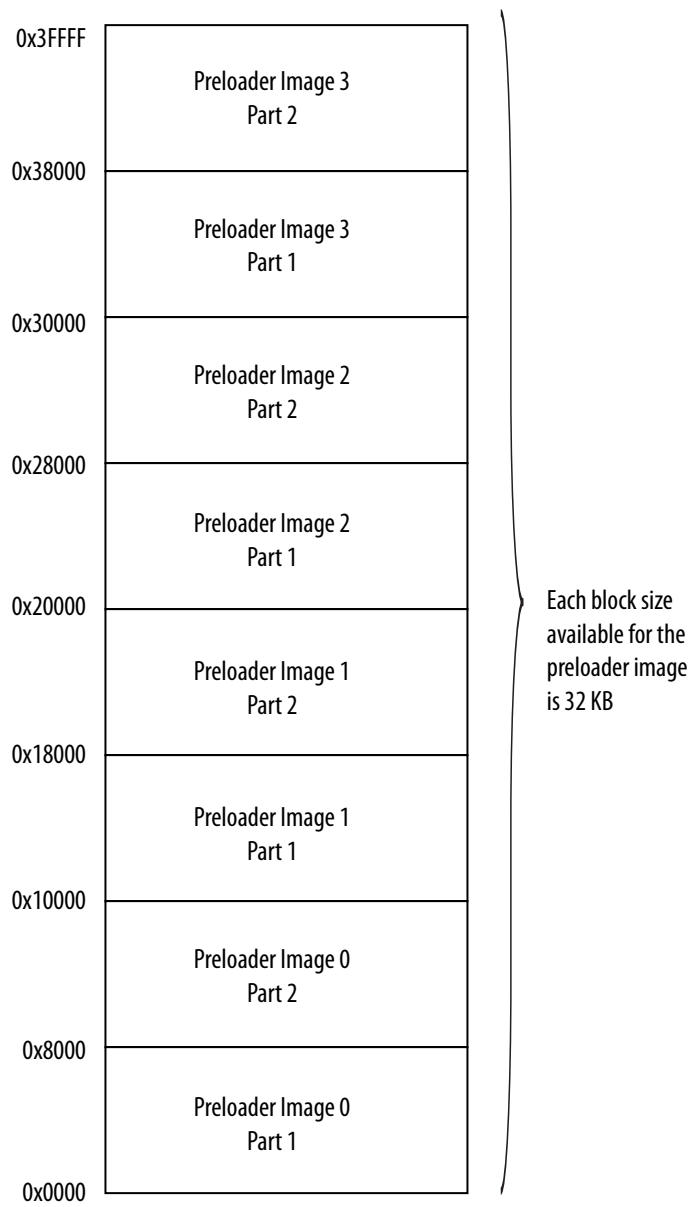 0x3FFFF
Preloader Image 3
Part 2
0x38000
Preloader Image 3
Part 1
0x30000
Preloader Image 2
Part 2
0x28000
Preloader Image 2
Part 1
0x20000
Each block size
available for the
preloader image
is 32 KB
Preloader Image 1
Part 2
0x18000
Preloader Image 1
Part 1
0x10000
Preloader Image 0
Part 2
0x8000
Preloader Image 0
Part 1
0x0000